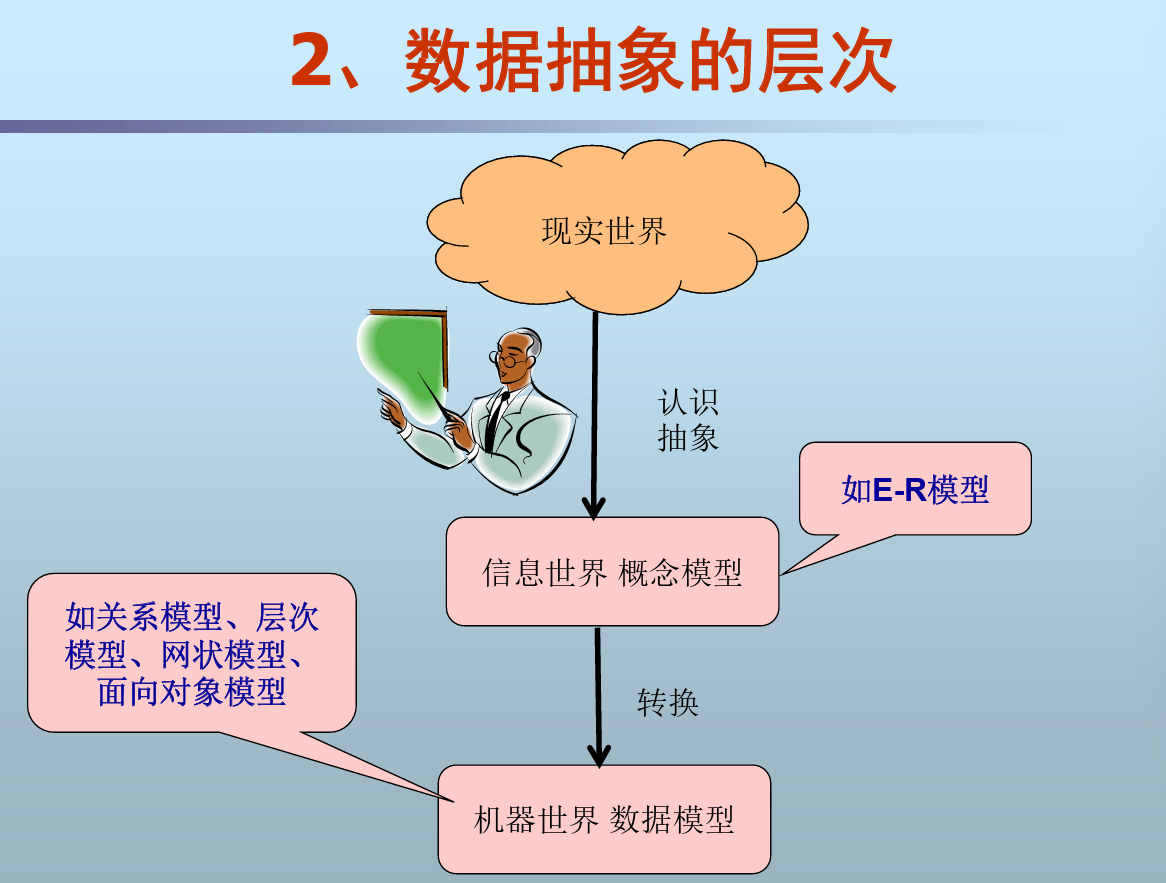 2、数据抽象的层次
现实世界
认识
抽象
如E-R模型
信息世界 概念模型
如关系模型、层次
模型、网状模型、
面向对象模型
转换
机器世界 数据模型